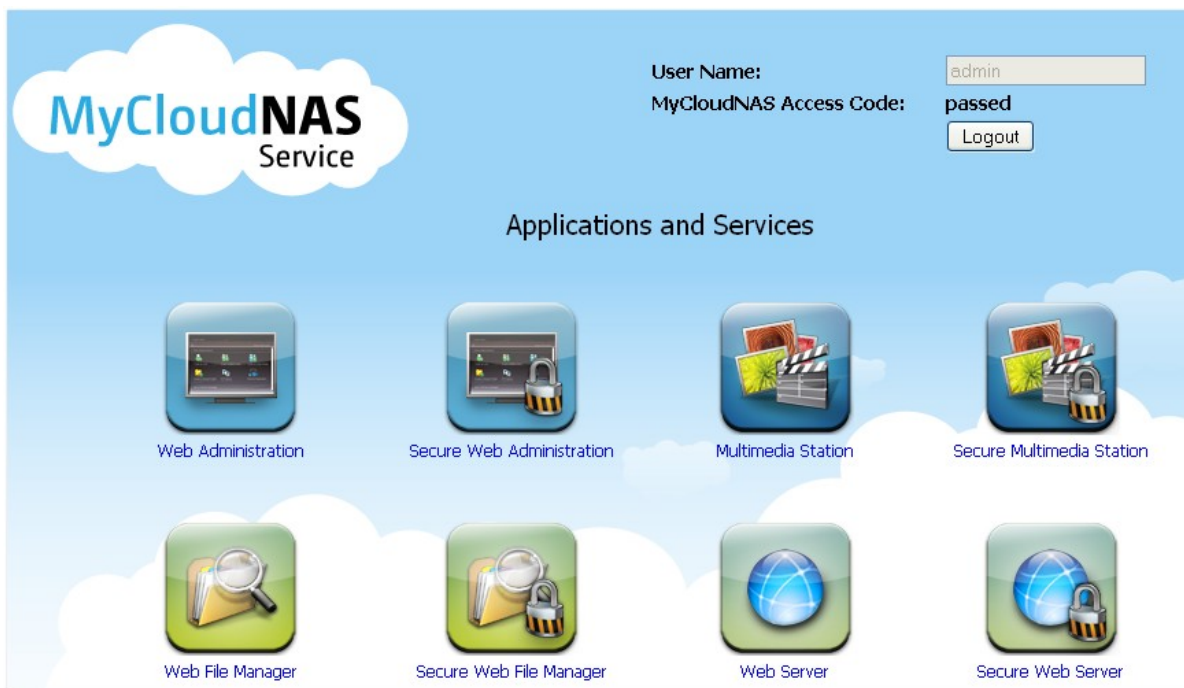 MyCloudNAS
Service
User Name: admin
MyCloudNAS Access Code: passed
Logout
Applications and Services
Web Administration Secure Web Administration Multimedia Station Secure Multimedia Station
Web File Manager Secure Web File Manager Web Server Secure Web Server